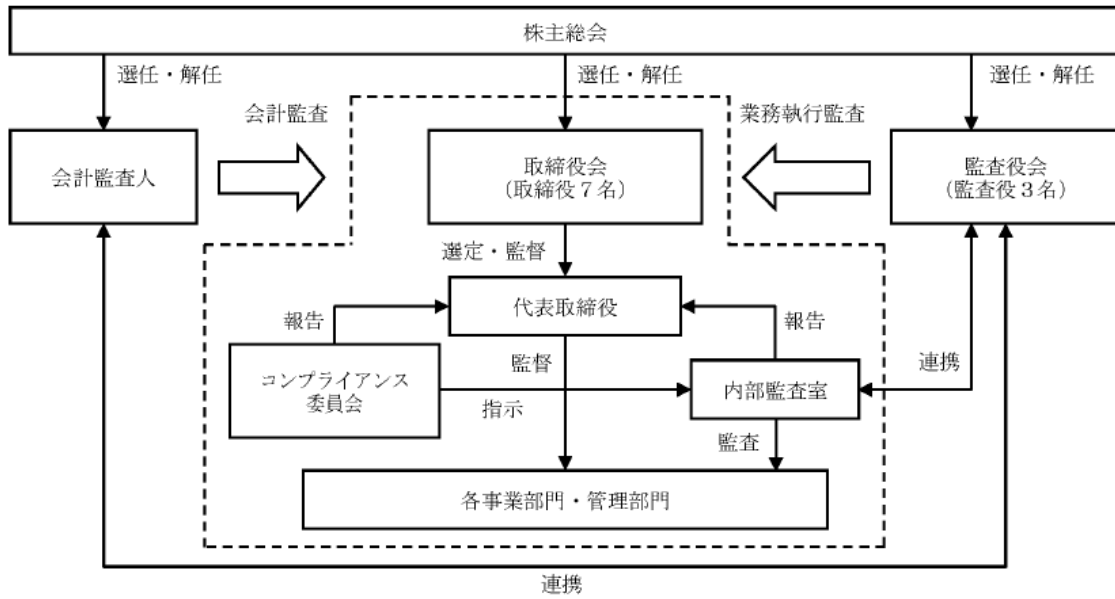 株主総会
選任・解任
選任・解任
選任・解任
会計監査
業務執行監査
会計監査人
取締役会
(取締役7名)
監査役会
(監査役3名)
選定・監督
代表取締役
報告
報告
監督
コンプライアンス
委員会
指示
内部監査室
連携
監査
各事業部門・管理部門
連携